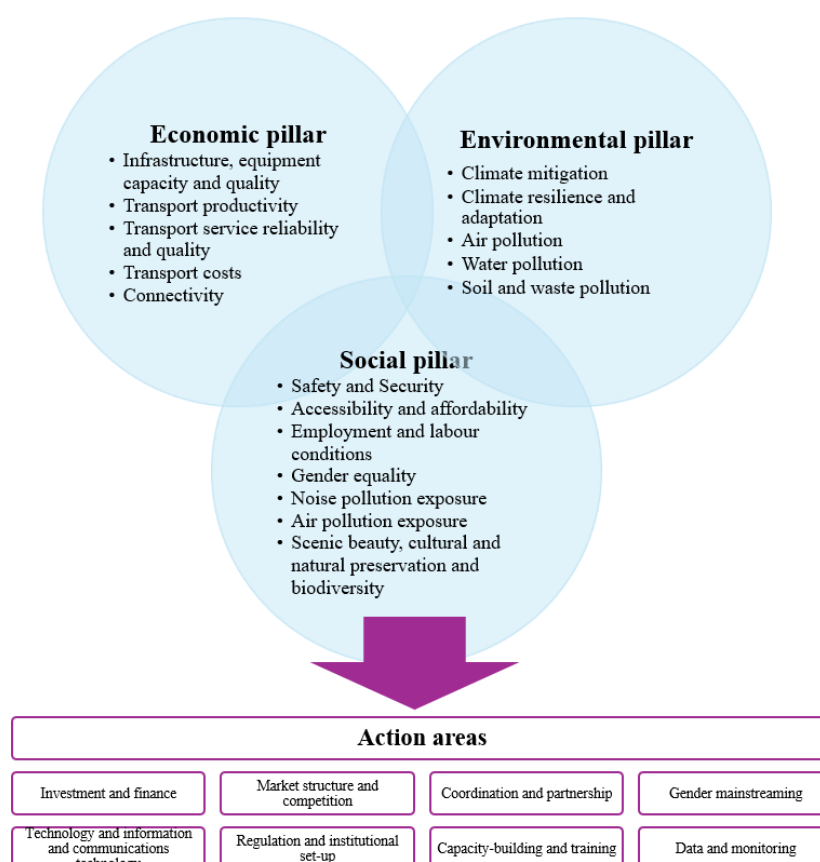 Economic pillar
• Infrastructure, equipment
capacity and quality
• Transport productivity
• Transport service reliability
and quality
• Transport costs
• Connectivity
Environmental pillar
• Climate mitigation
• Climate resilience and
adaptation
• Air pollution
• Water pollution
• Soil and waste pollution
Social pillar
• Safety and Security
• Accessibility and affordability
• Employment and labour
conditions
• Gender equality
• Noise pollution exposure
• Air pollution exposure
• Scenic beauty, cultural and
natural preservation and
biodiversity
Action areas
Investment and finance
Market structure and
competition
Coordination and partnership
Gender mainstreaming
Technology and information
and communications
technology
Regulation and institutional
set-up
Capacity-building and training
Data and monitoring